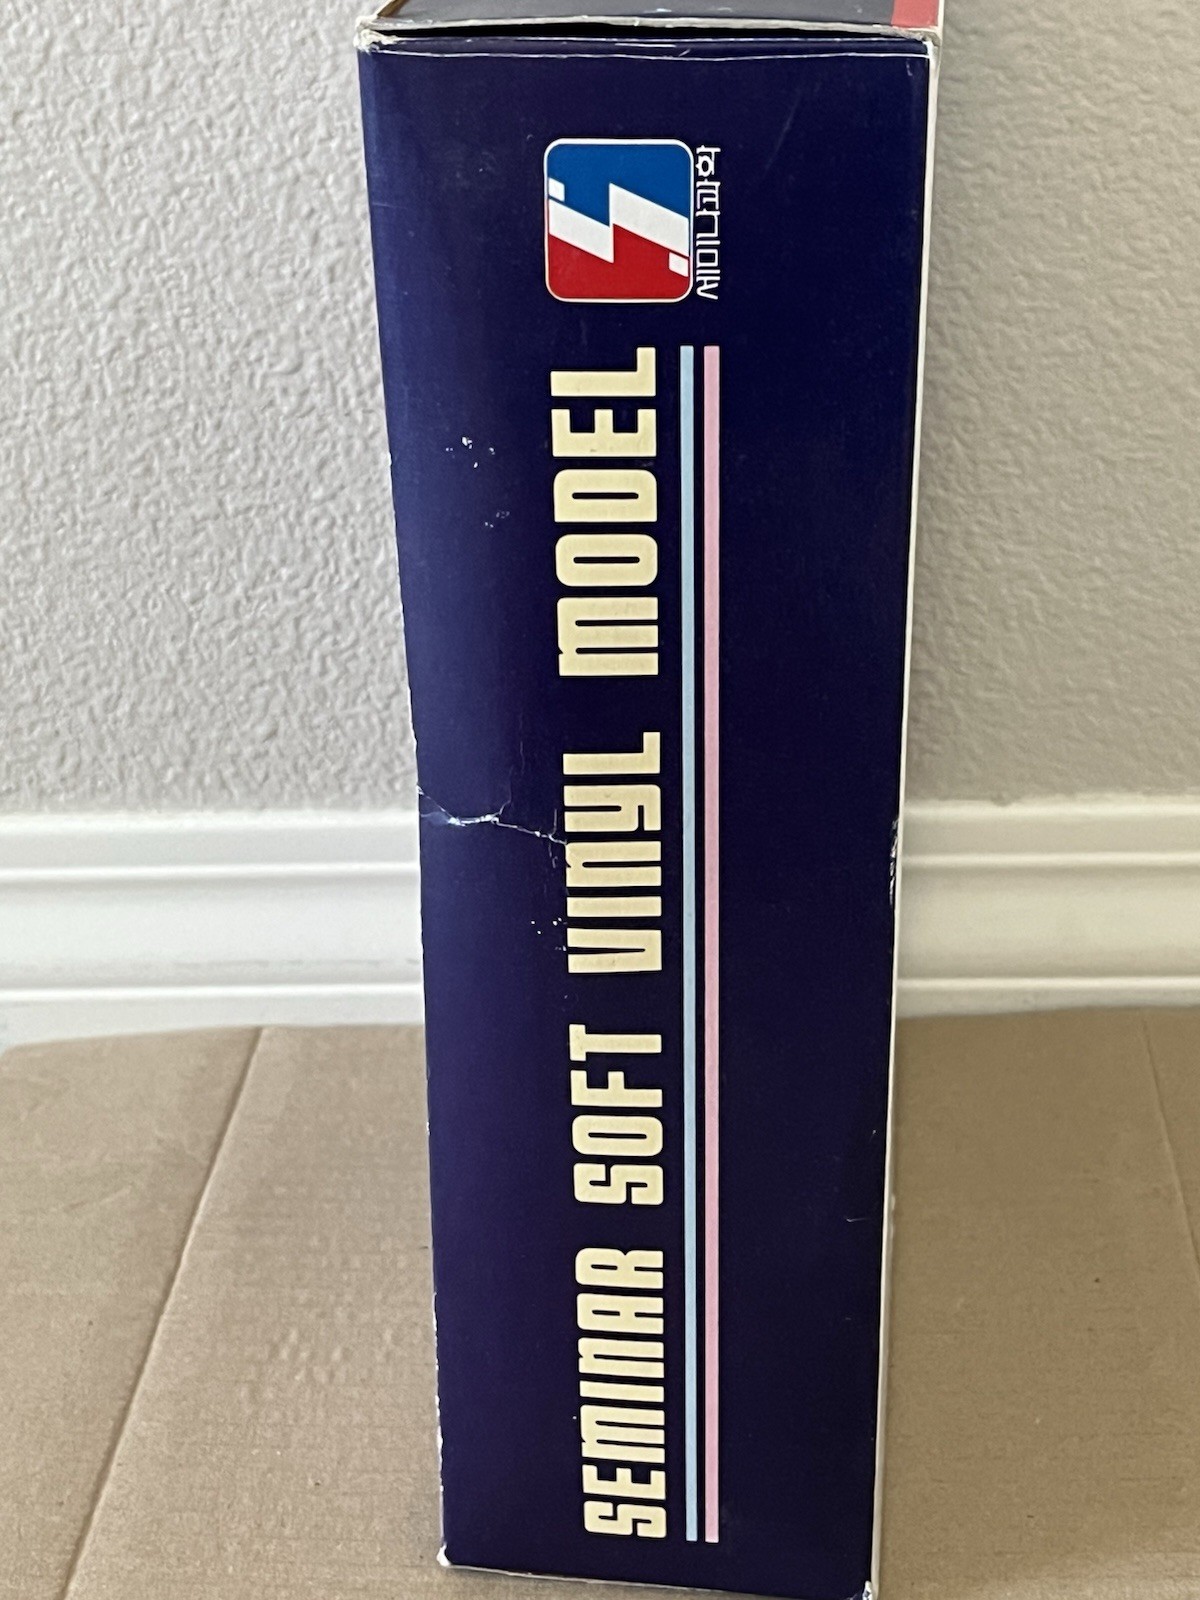 세미나과학
SEMINAR SOFT VINYL MODEL